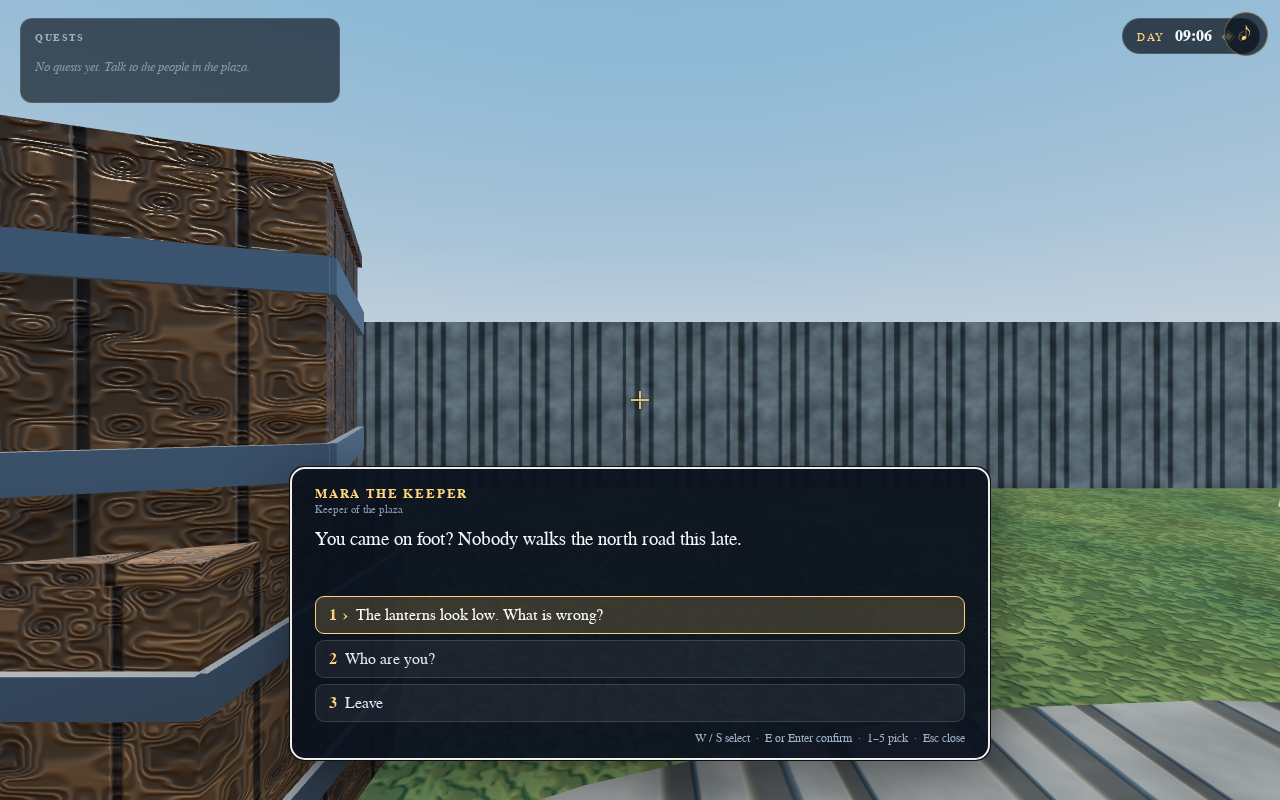 QUESTS
No quests yet. Talk to the people in the plaza.
DAY 09:06
MARA THE KEEPER
Keeper of the plaza
You came on foot? Nobody walks the north road this late.
1 › The lanterns look low. What is wrong?
2 Who are you?
3 Leave
W / S select · E or Enter confirm · 1–5 pick · Esc close